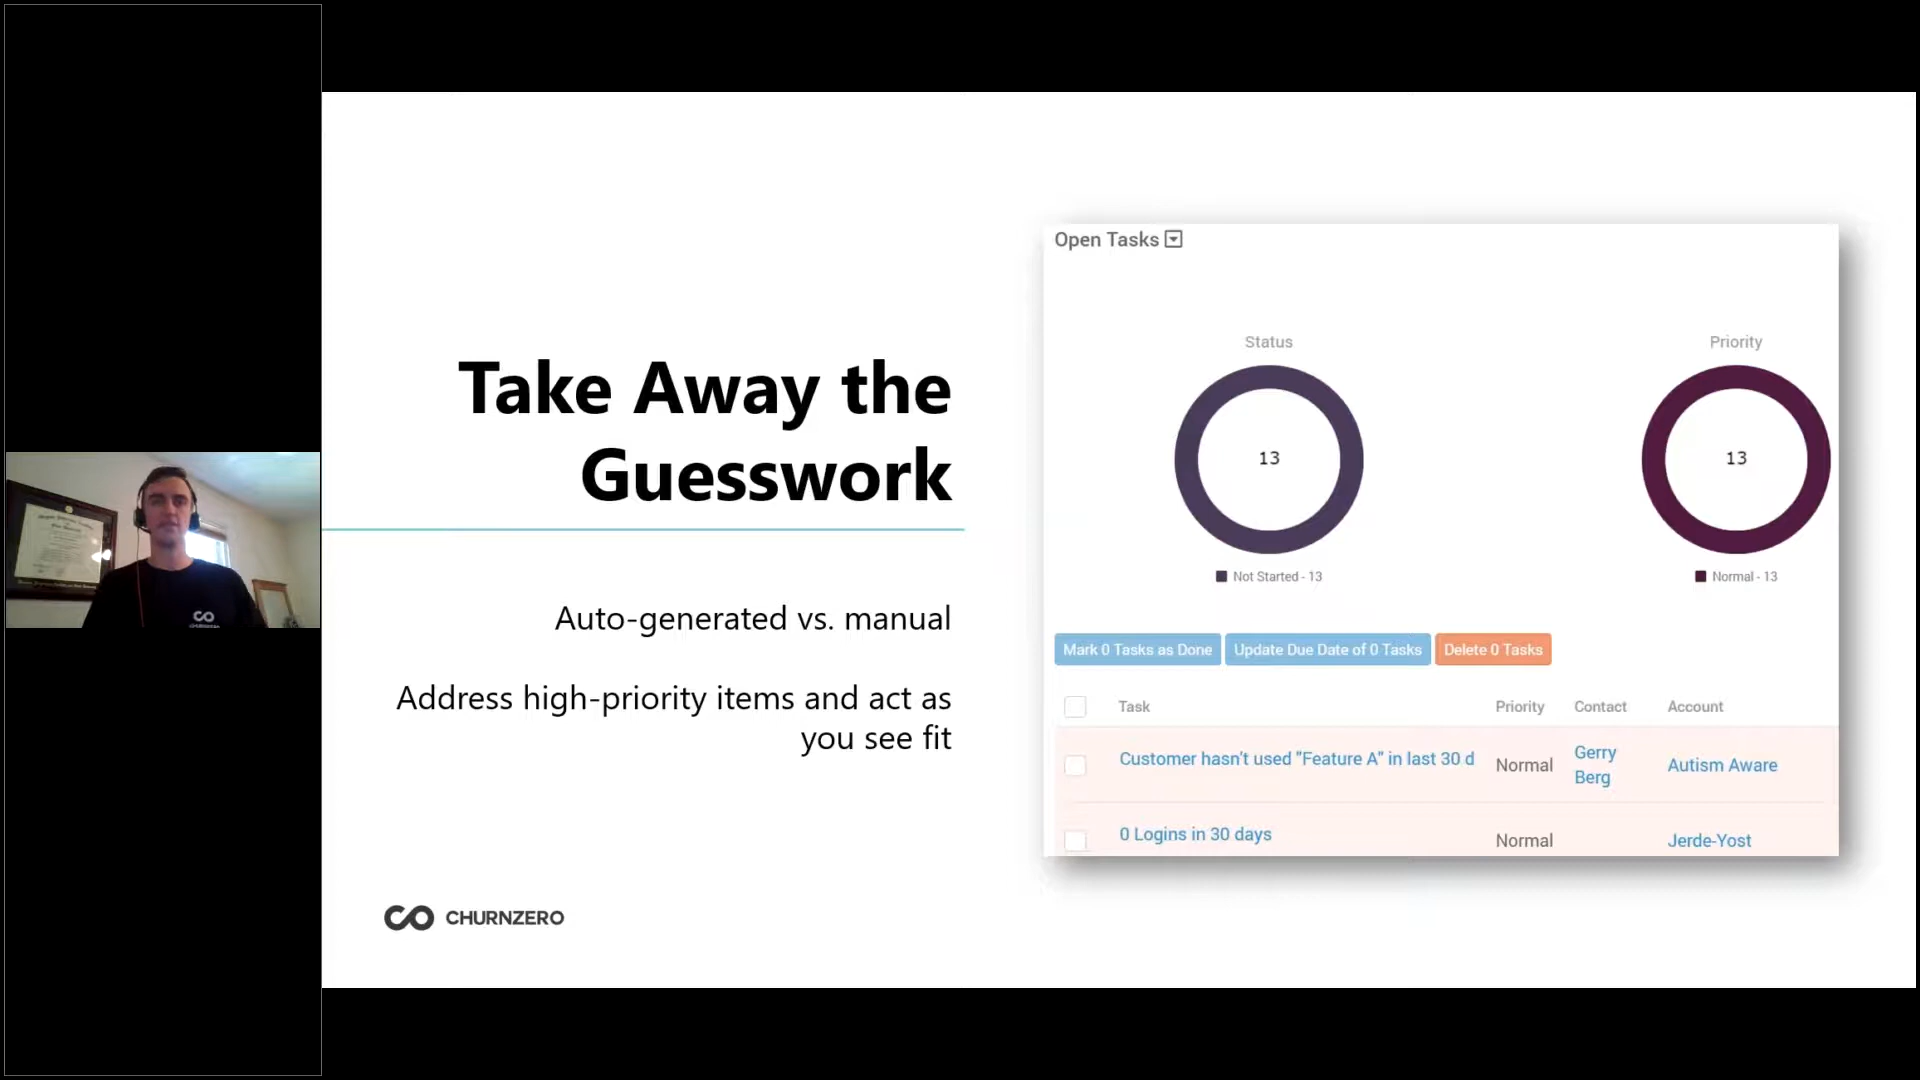 Take Away the
Guesswork
Auto-generated vs. manual
Address high-priority items and act as
you see fit
CHURNZERO
Open Tasks
Status
Priority
13
13
Not Started - 13
Normal - 13
Mark 0 Tasks as Done
Update Due Date of 0 Tasks
Delete 0 Tasks
Task
Priority
Contact
Account
Customer hasn't used "Feature A" in last 30 d
Normal
Gerry
Berg
Autism Aware
0 Logins in 30 days
Normal
Jerde-Yost